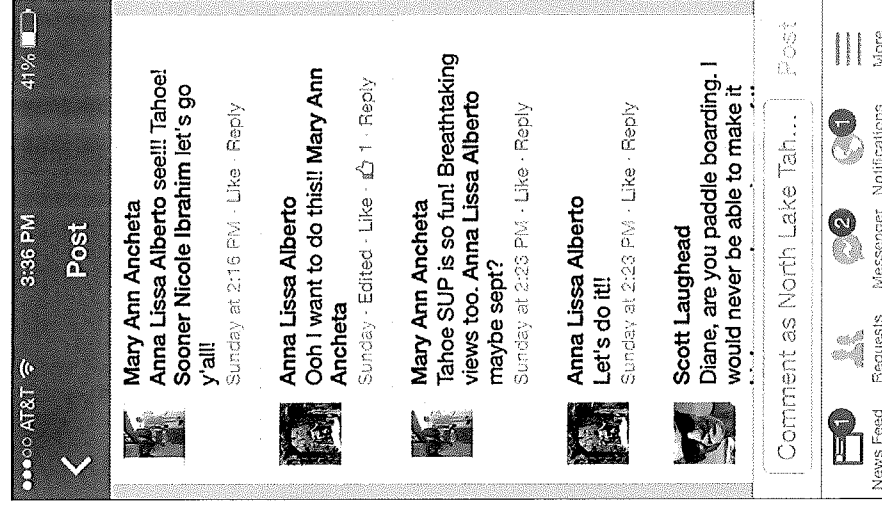 ●●●○○ AT&T 3:36 PM 41%
Post
Mary Ann Ancheta
Anna Lissa Alberto see!!! Tahoe!
Sooner Nicole Ibrahim let's go
y'all!
Sunday at 2:16 PM · Like · Reply
Anna Lissa Alberto
Ooh I want to do this!! Mary Ann
Ancheta
Sunday · Edited · Like · 1 · Reply
Mary Ann Ancheta
Tahoe SUP is so fun! Breathtaking
views too. Anna Lissa Alberto
maybe sept?
Sunday at 2:23 PM · Like · Reply
Anna Lissa Alberto
Let's do it!!
Sunday at 2:23 PM · Like · Reply
Scott Laughead
Diane, are you paddle boarding. I
would never be able to make it
Comment as North Lake Tah... Post
1 2 1
News Feed Requests Messenger Notifications More